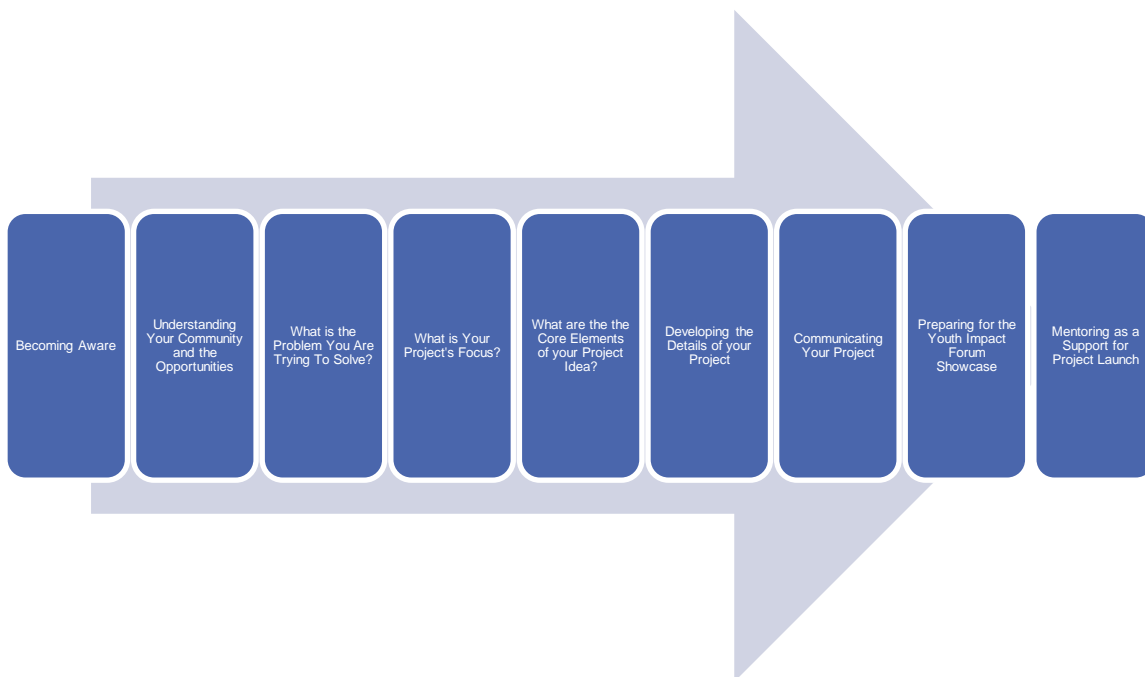 Becoming Aware
Understanding
Your Community
and the
Opportunities
What is the
Problem You Are
Trying To Solve?
What is Your
Project's Focus?
What are the the
Core Elements
of your Project
Idea?
Developing the
Details of your
Project
Communicating
Your Project
Preparing for the
Youth Impact
Forum
Showcase
Mentoring as a
Support for
Project Launch